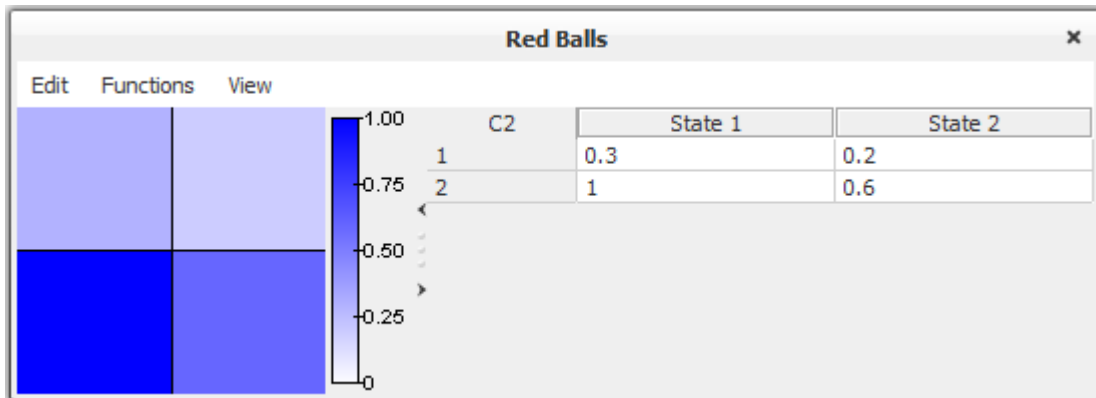 Red Balls ×
Edit Functions View
1.00
0.75
0.50
0.25
0
C2 State 1 State 2
1 0.3 0.2
2 1 0.6